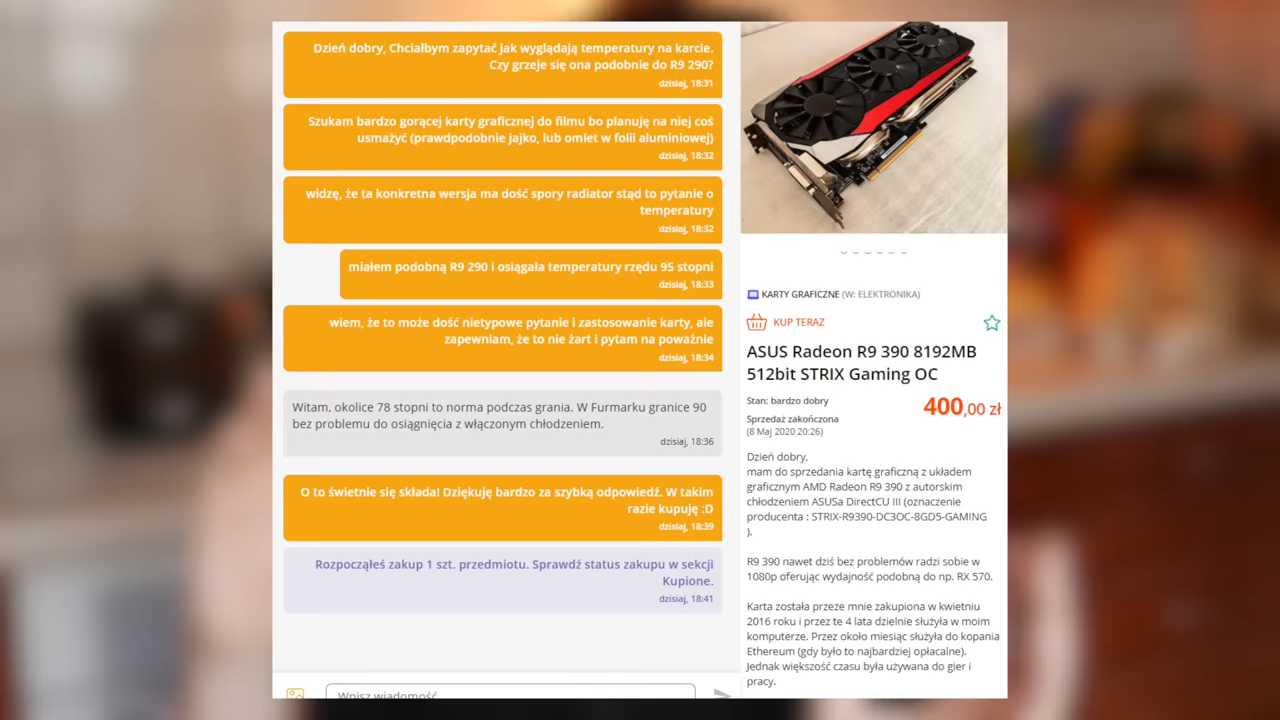 Dzień dobry, Chciałbym zapytać jak wyglądają temperatury na karcie.
Czy grzeje się ona podobnie do R9 290?
dzisiaj, 18:31
Szukam bardzo gorącej karty graficznej do filmu bo planuję na niej coś
usmażyć (prawdpodobnie jajko, lub omlet w folii aluminiowej)
dzisiaj, 18:32
widzę, że ta konkretna wersja ma dość spory radiator stąd to pytanie o
temperatury
dzisiaj, 18:32
miałem podobną R9 290 i osiągała temperatury rzędu 95 stopni
dzisiaj, 18:33
wiem, że to może dość nietypowe pytanie i zastosowanie karty, ale
zapewniam, że to nie żart i pytam na poważnie
dzisiaj, 18:34
Witam, okolice 78 stopni to norma podczas grania. W Furmarku granice 90
bez problemu do osiągnięcia z włączonym chłodzeniem.
dzisiaj, 18:36
O to świetnie się składa! Dziękuję bardzo za szybką odpowiedź. W takim
razie kupuję :D
dzisiaj, 18:39
Rozpocząłeś zakup 1 szt. przedmiotu. Sprawdź status zakupu w sekcji
Kupione.
dzisiaj, 18:41
Wpisz wiadomość
KARTY GRAFICZNE (W: ELEKTRONIKA)
KUP TERAZ
ASUS Radeon R9 390 8192MB
512bit STRIX Gaming OC
Stan: bardzo dobry
400,00 zł
Sprzedaż zakończona
(8 Maj 2020 20:26)
Dzień dobry,
mam do sprzedania kartę graficzną z układem
graficznym AMD Radeon R9 390 z autorskim
chłodzeniem ASUSa DirectCU III (oznaczenie
producenta : STRIX-R9390-DC3OC-8GD5-GAMING
).
R9 390 nawet dziś bez problemów radzi sobie w
1080p oferując wydajność podobną do np. RX 570.
Karta została przeze mnie zakupiona w kwietniu
2016 roku i przez te 4 lata dzielnie służyła w moim
komputerze. Przez około miesiąc służyła do kopania
Ethereum (gdy było to najbardziej opłacalne).
Jednak większość czasu była używana do gier i
pracy.